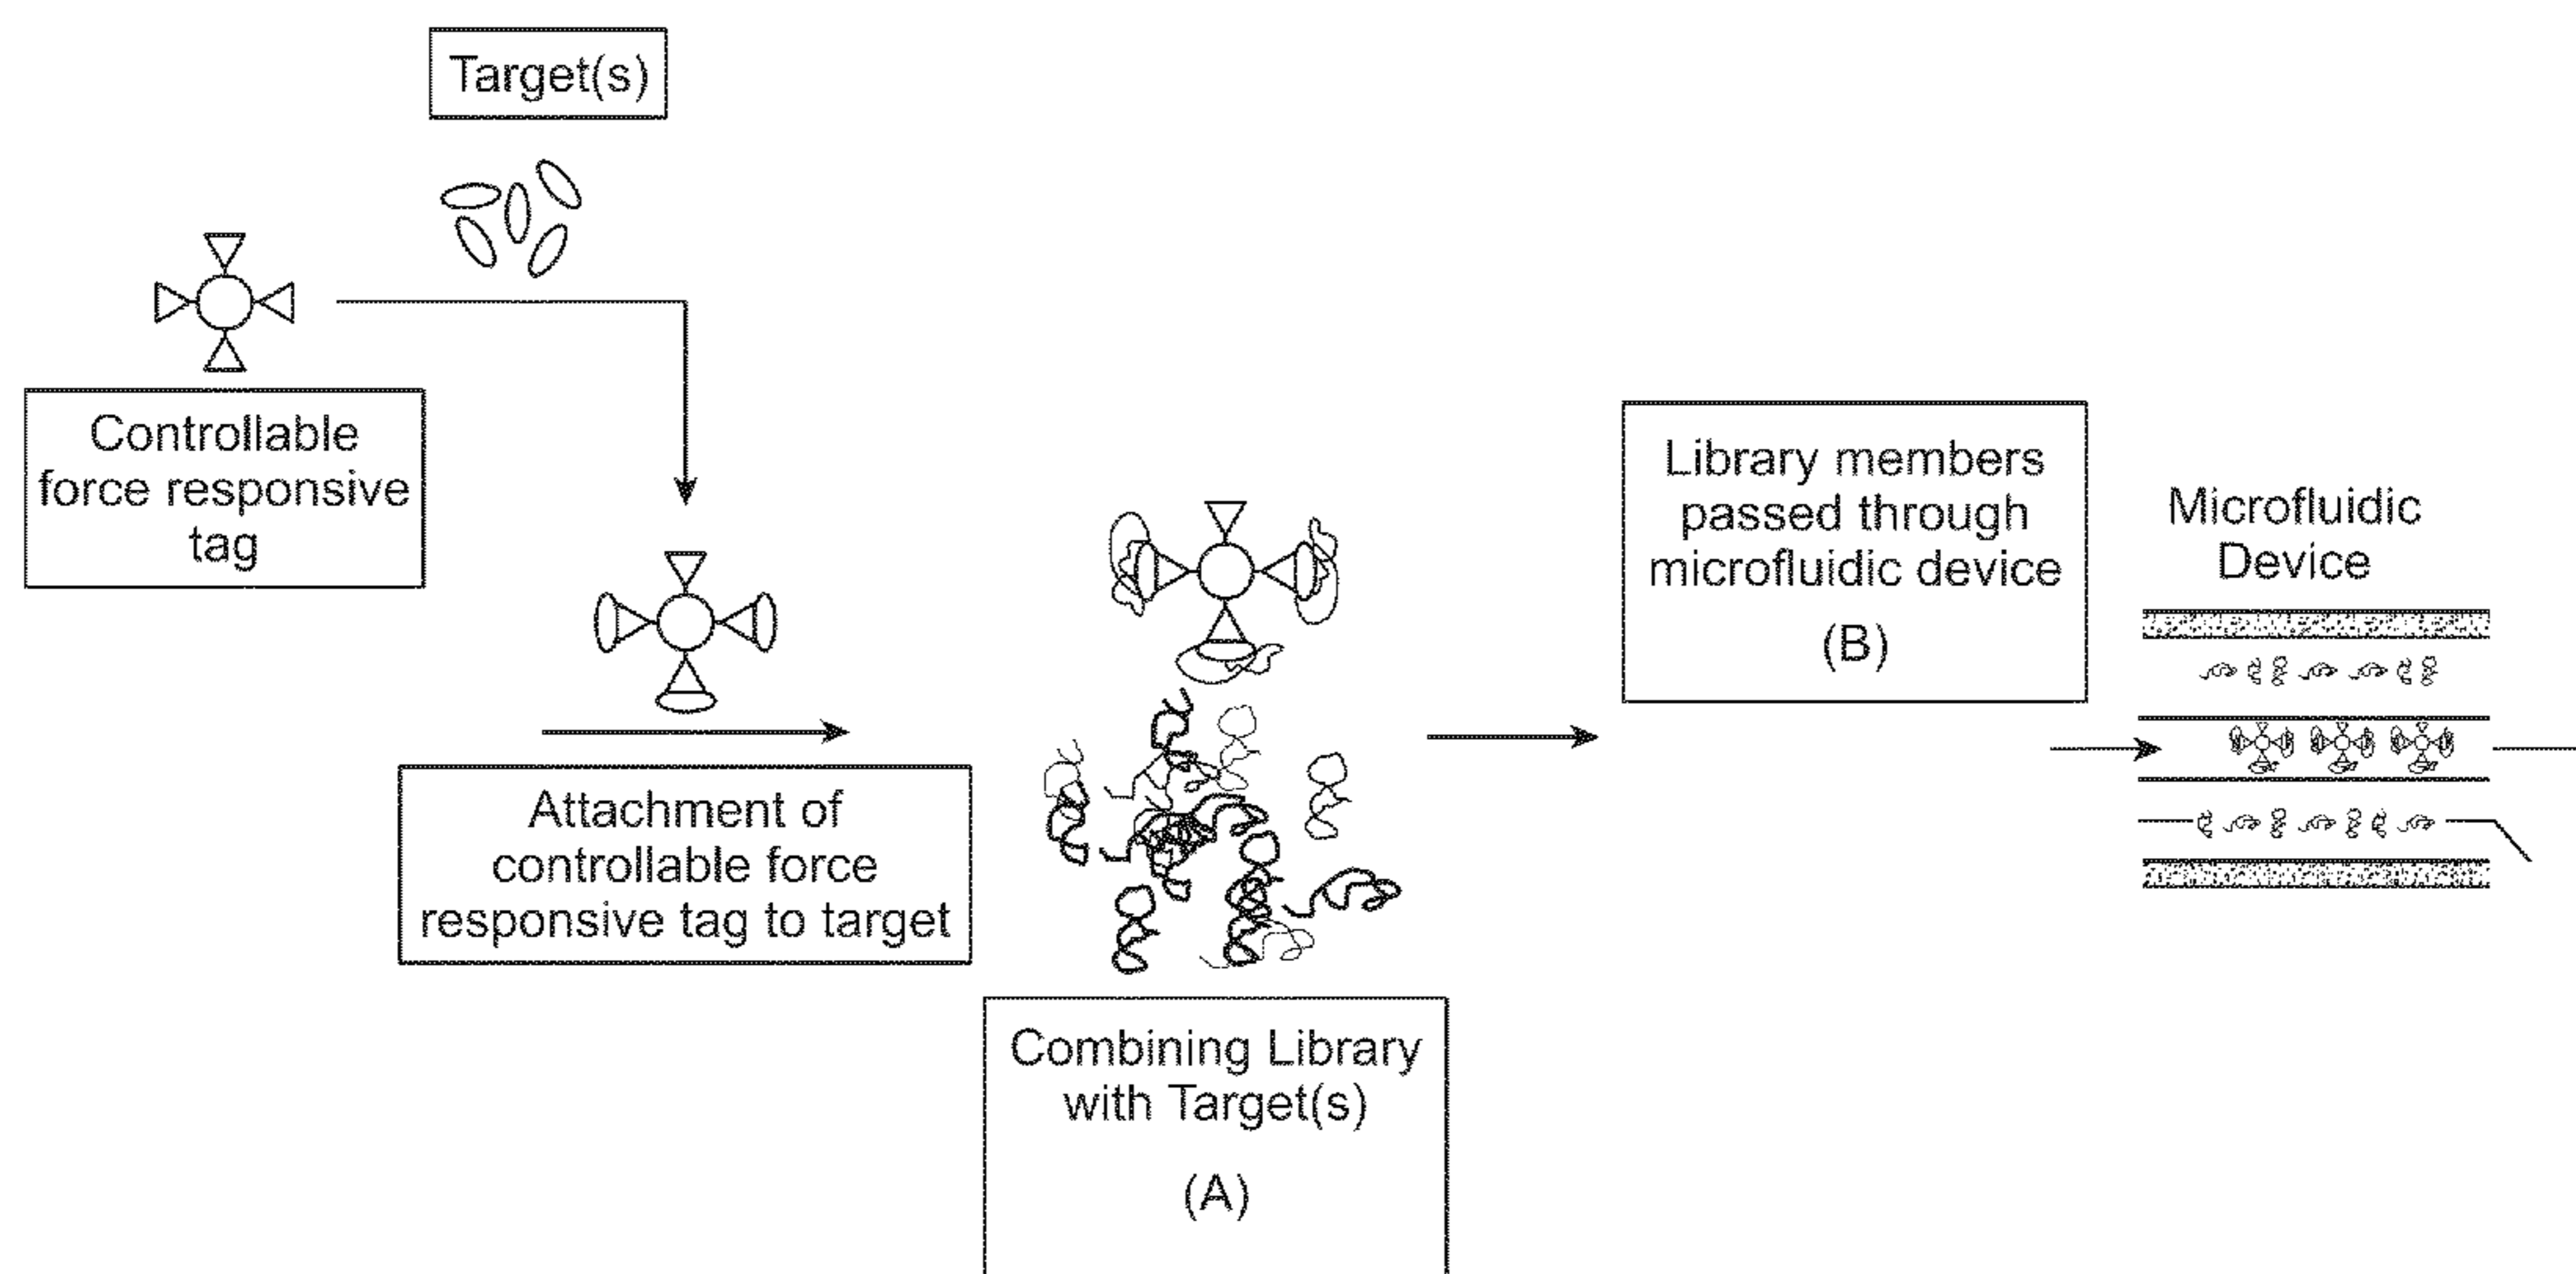 Target(s)
Controllable
force responsive
tag
Attachment of
controllable force
responsive tag to target
Combining Library
with Target(s)
(A)
Library members
passed through
microfluidic device
(B)
Microfluidic
Device